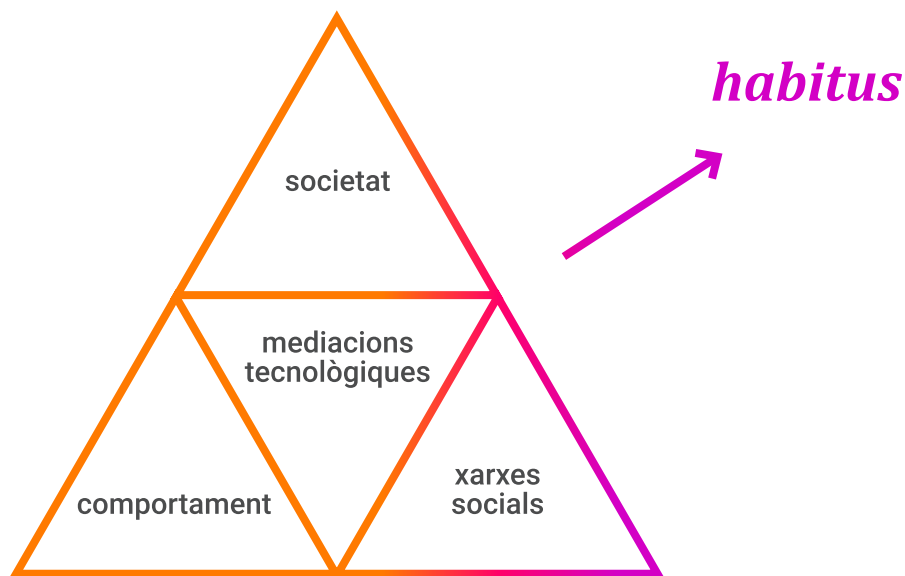 habitus
societat
mediacions
tecnològiques
comportament
xarxes
socials